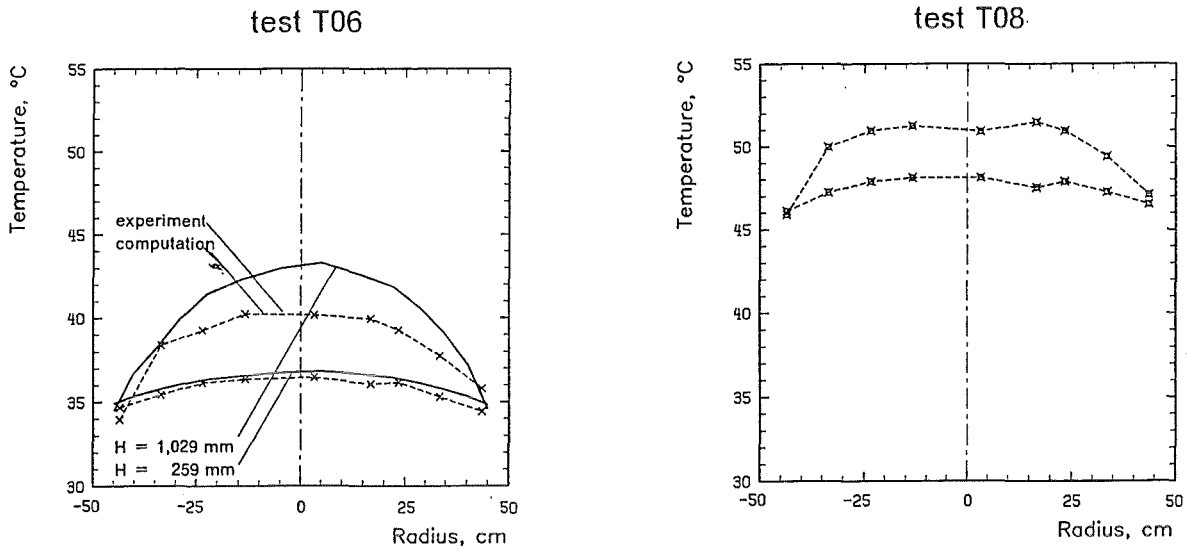 test T06
Temperature, °C
55
50
45
40
35
30
experiment
computation
H = 1,029 mm
H = 259 mm
-50
-25
0
25
50
Radius, cm
test T08
Temperature, °C
55
50
45
40
35
30
-50
-25
0
25
50
Radius, cm